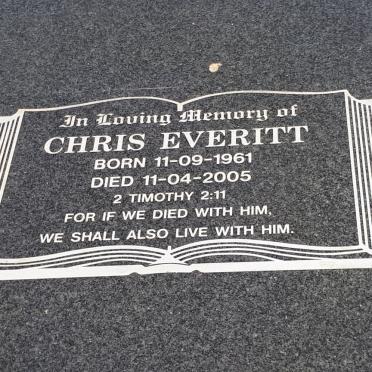 In Loving Memory of
CHRIS EVERITT
BORN 11-09-1961
DIED 11-04-2005
2 TIMOTHY 2:11
FOR IF WE DIED WITH HIM,
WE SHALL ALSO LIVE WITH HIM.